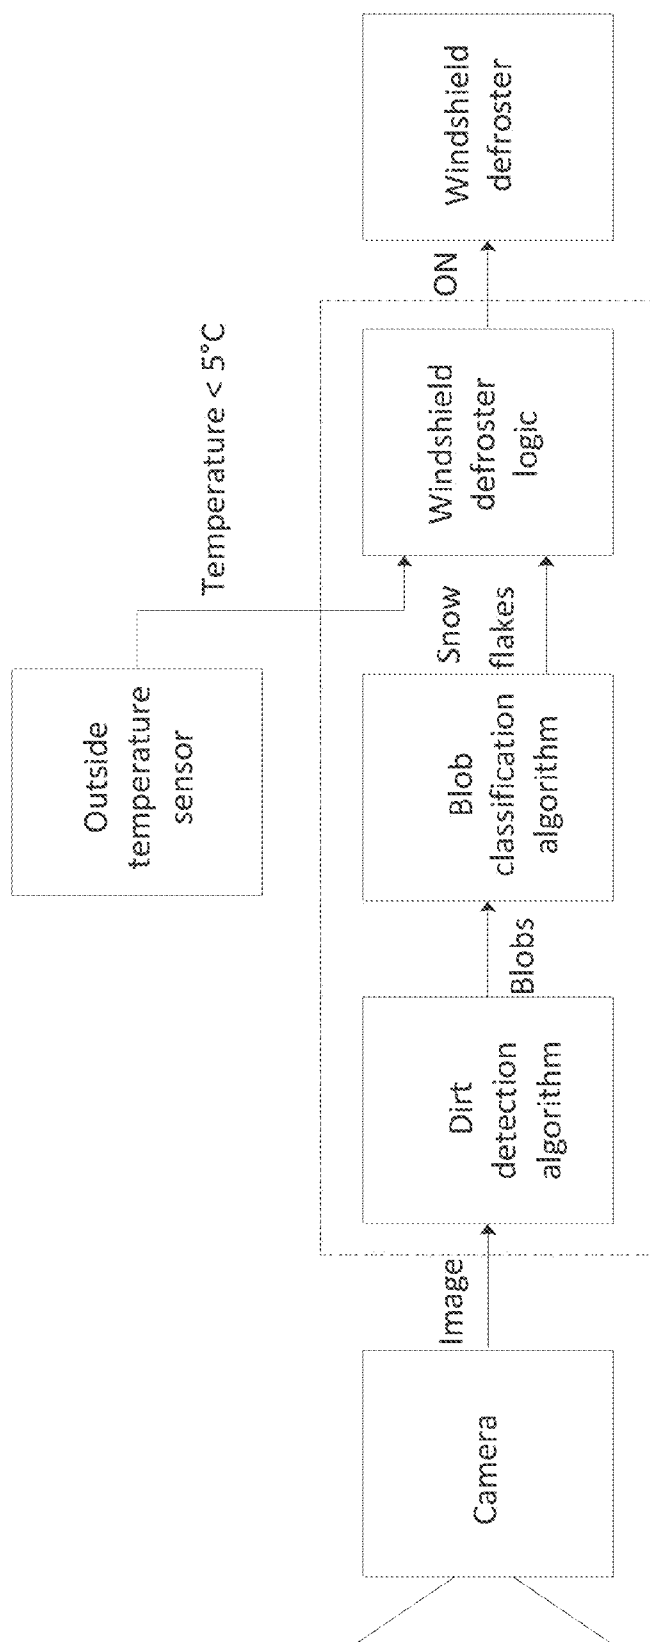 Outside
temperature
sensor
Temperature < 5°C
Camera
Image
Dirt
detection
algorithm
Blobs
Blob
classification
algorithm
Snow
flakes
Windshield
defroster
logic
ON
Windshield
defroster